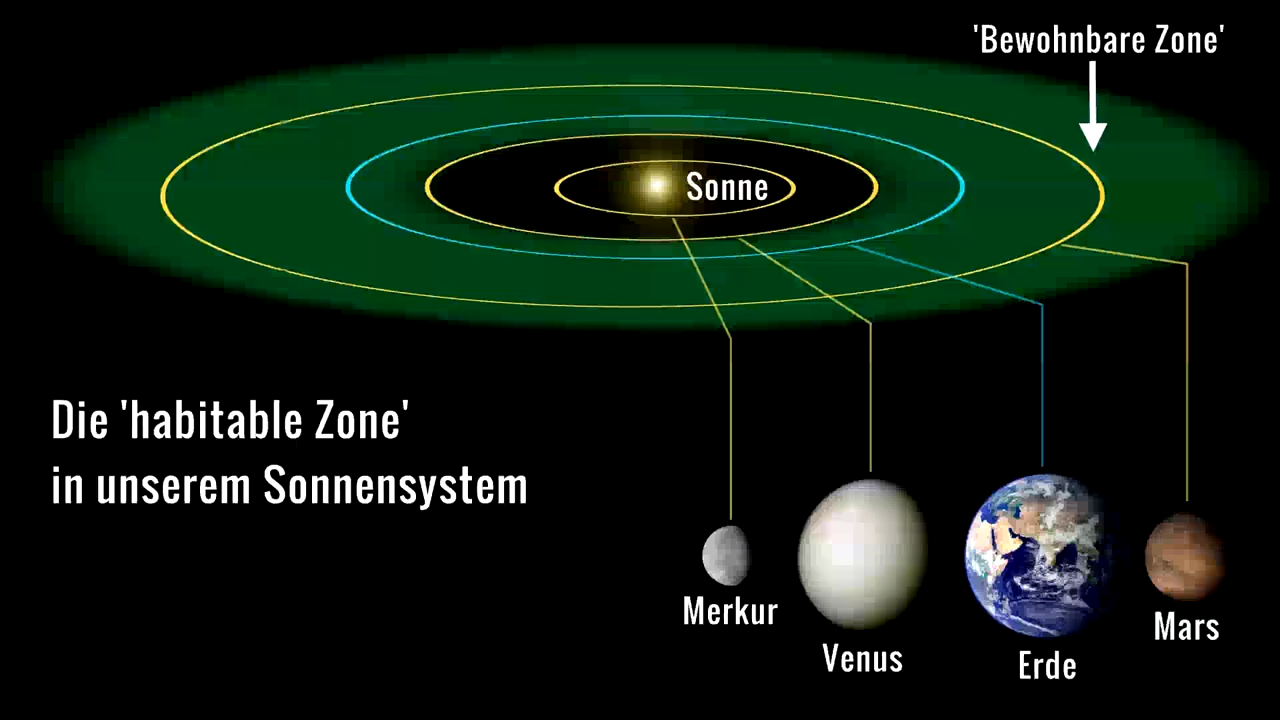 'Bewohnbare Zone'
Sonne
Die 'habitable Zone'
in unserem Sonnensystem
Merkur
Venus
Erde
Mars